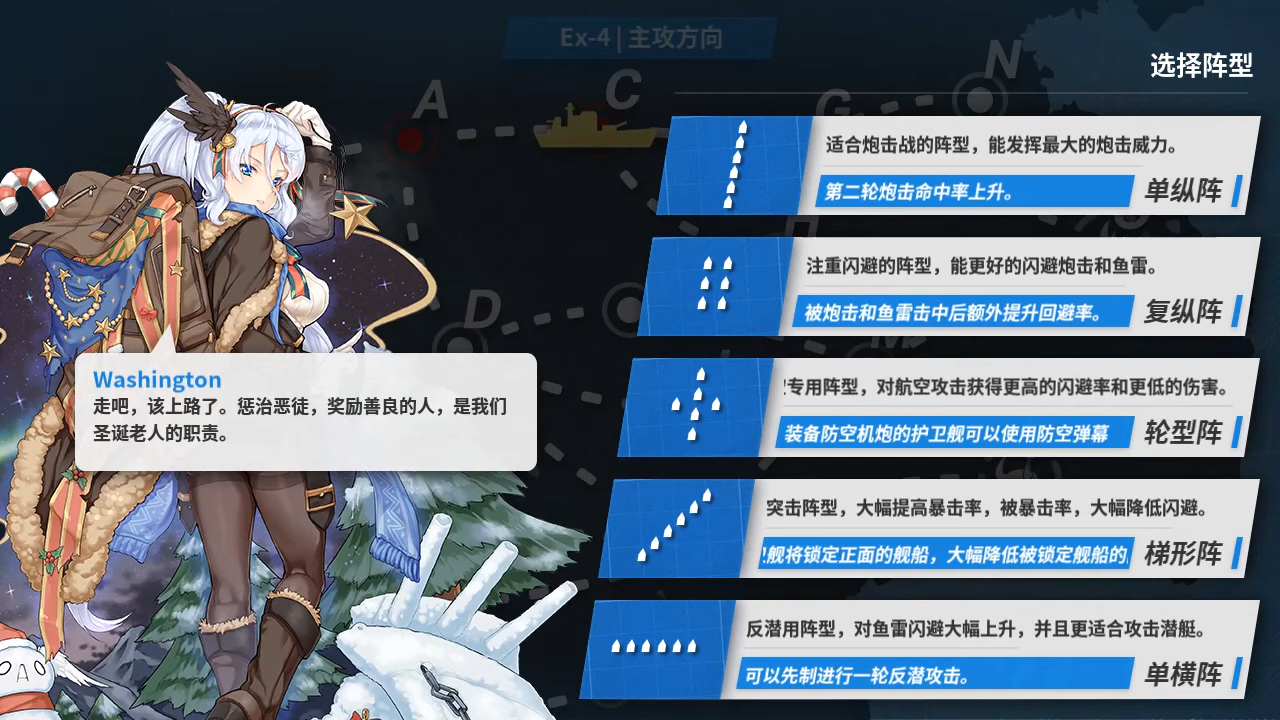 Ex-4 | 主攻方向
选择阵型
A
C
G
N
D
适合炮击战的阵型，能发挥最大的炮击威力。
第二轮炮击命中率上升。
单纵阵
注重闪避的阵型，能更好的闪避炮击和鱼雷。
被炮击和鱼雷击中后额外提升回避率。
复纵阵
专用阵型，对航空攻击获得更高的闪避率和更低的伤害。
装备防空机炮的护卫舰可以使用防空弹幕
轮型阵
Washington
走吧，该上路了。惩治恶徒，奖励善良的人，是我们
圣诞老人的职责。
突击阵型，大幅提高暴击率，被暴击率，大幅降低闪避。
舰将锁定正面的舰船，大幅降低被锁定舰船的
梯形阵
反潜用阵型，对鱼雷闪避大幅上升，并且更适合攻击潜艇。
可以先制进行一轮反潜攻击。
单横阵